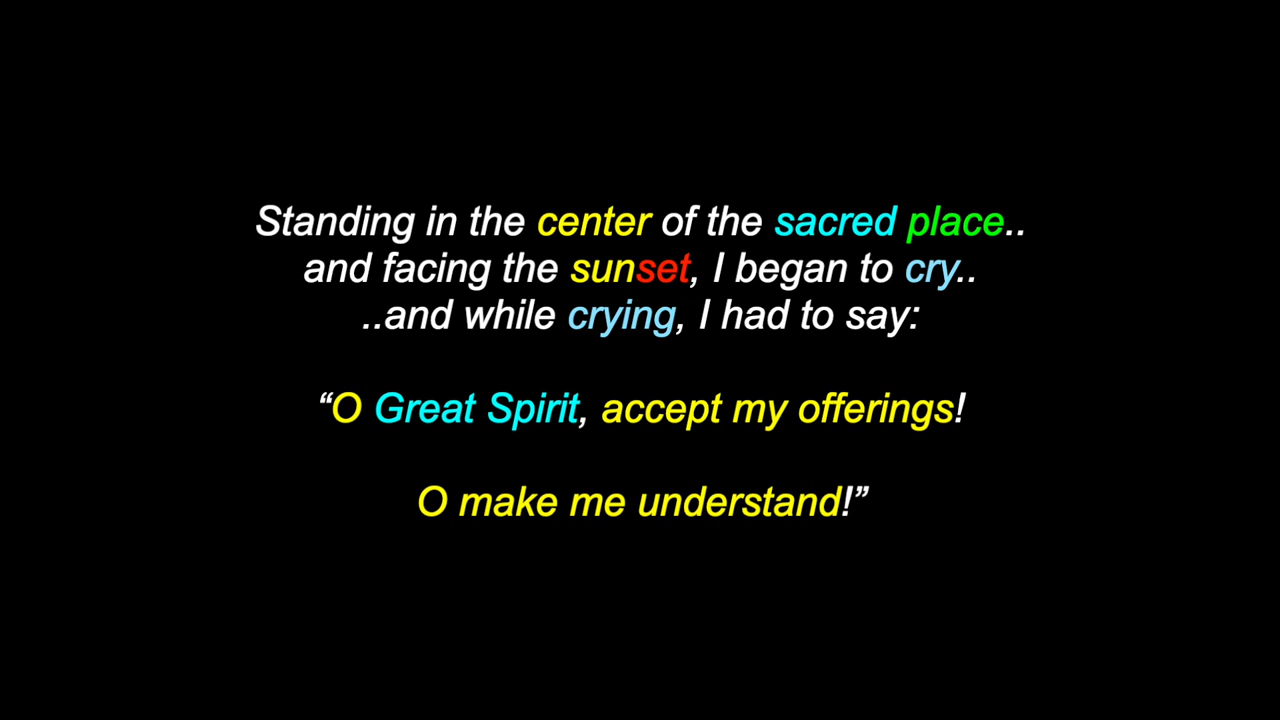 Standing in the center of the sacred place..
and facing the sunset, I began to cry..
..and while crying, I had to say:
“O Great Spirit, accept my offerings!
O make me understand!”